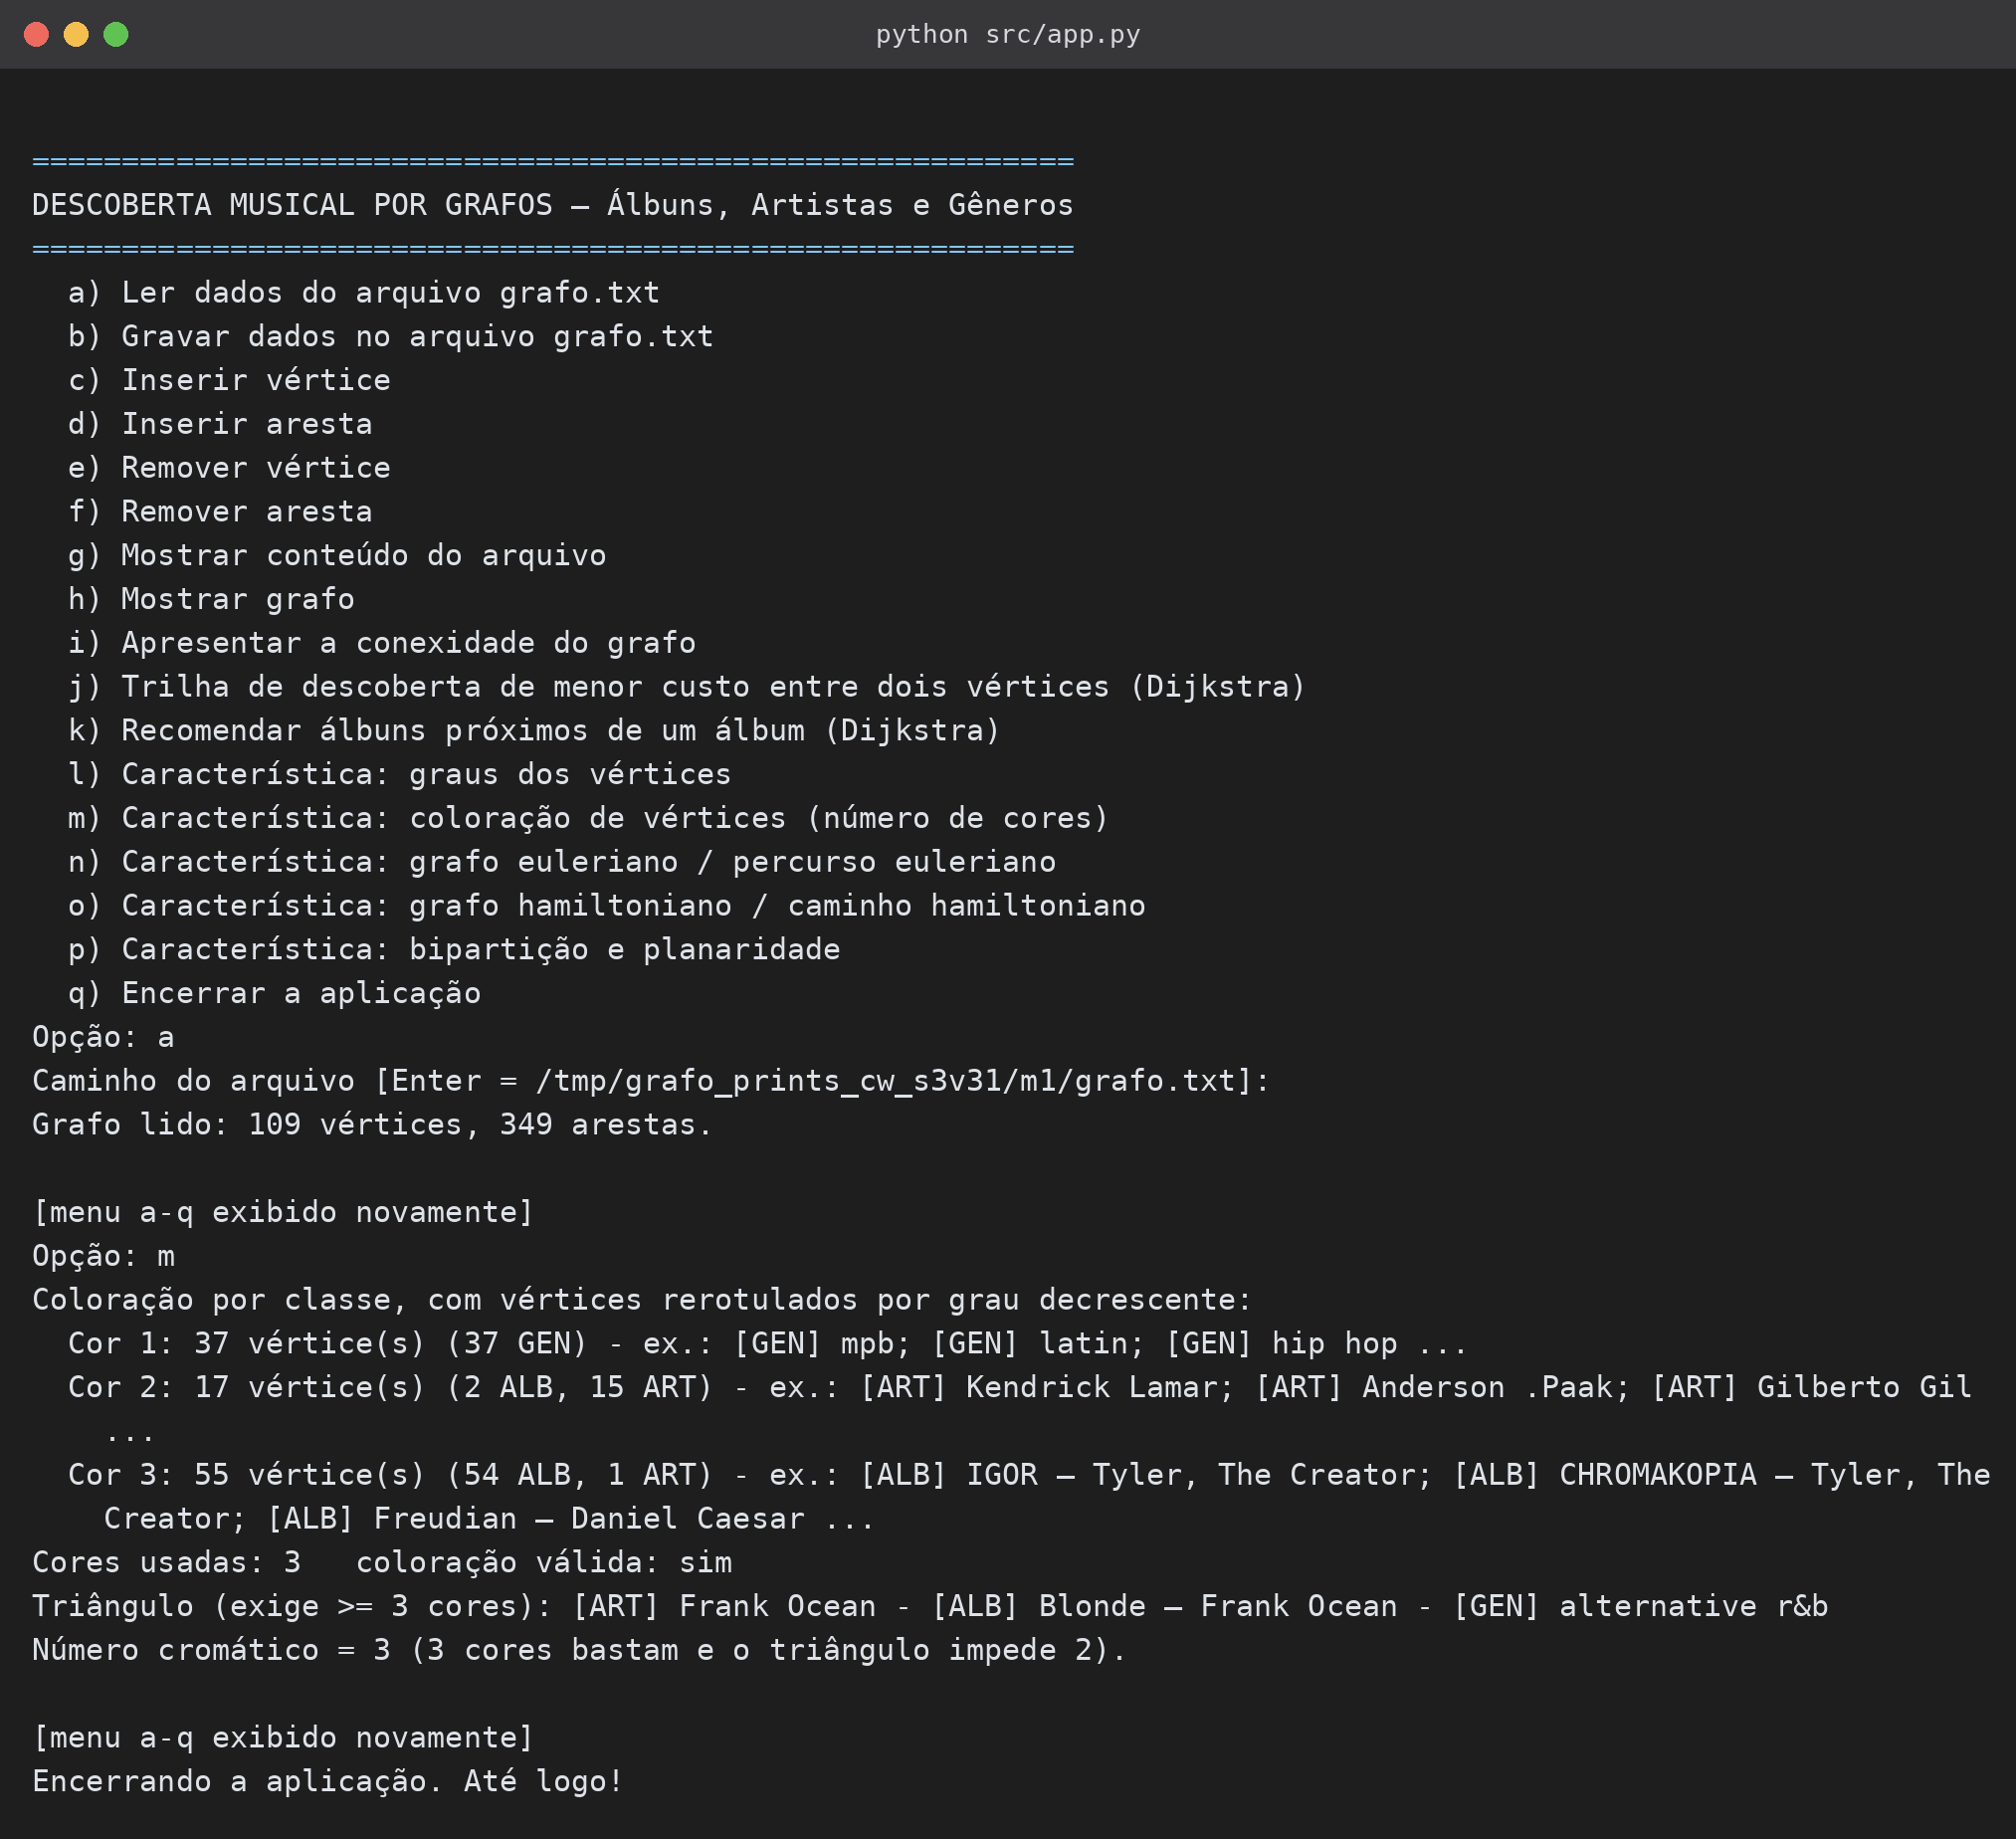 python src/app.py
==========================================================
DESCOBERTA MUSICAL POR GRAFOS — Álbuns, Artistas e Gêneros
==========================================================
a) Ler dados do arquivo grafo.txt
b) Gravar dados no arquivo grafo.txt
c) Inserir vértice
d) Inserir aresta
e) Remover vértice
f) Remover aresta
g) Mostrar conteúdo do arquivo
h) Mostrar grafo
i) Apresentar a conexidade do grafo
j) Trilha de descoberta de menor custo entre dois vértices (Dijkstra)
k) Recomendar álbuns próximos de um álbum (Dijkstra)
l) Característica: graus dos vértices
m) Característica: coloração de vértices (número de cores)
n) Característica: grafo euleriano / percurso euleriano
o) Característica: grafo hamiltoniano / caminho hamiltoniano
p) Característica: bipartição e planaridade
q) Encerrar a aplicação
Opção: a
Caminho do arquivo [Enter = /tmp/grafo_prints_cw_s3v31/m1/grafo.txt]:
Grafo lido: 109 vértices, 349 arestas.
[menu a-q exibido novamente]
Opção: m
Coloração por classe, com vértices rerotulados por grau decrescente:
Cor 1: 37 vértice(s) (37 GEN) - ex.: [GEN] mpb; [GEN] latin; [GEN] hip hop ...
Cor 2: 17 vértice(s) (2 ALB, 15 ART) - ex.: [ART] Kendrick Lamar; [ART] Anderson .Paak; [ART] Gilberto Gil
...
Cor 3: 55 vértice(s) (54 ALB, 1 ART) - ex.: [ALB] IGOR — Tyler, The Creator; [ALB] CHROMAKOPIA — Tyler, The
Creator; [ALB] Freudian — Daniel Caesar ...
Cores usadas: 3   coloração válida: sim
Triângulo (exige >= 3 cores): [ART] Frank Ocean - [ALB] Blonde — Frank Ocean - [GEN] alternative r&b
Número cromático = 3 (3 cores bastam e o triângulo impede 2).
[menu a-q exibido novamente]
Encerrando a aplicação. Até logo!